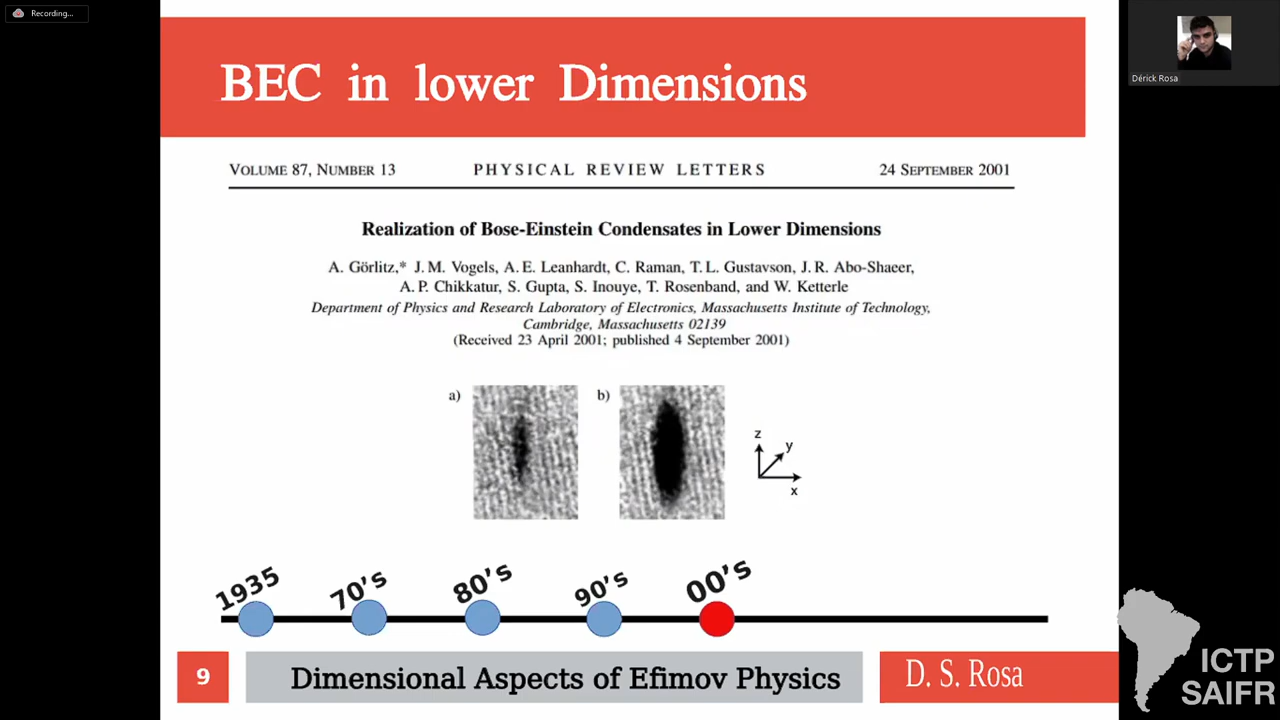 Recording...
BEC in lower Dimensions
Dérick Rosa
VOLUME 87, NUMBER 13 PHYSICAL REVIEW LETTERS 24 SEPTEMBER 2001
Realization of Bose-Einstein Condensates in Lower Dimensions
A. Görlitz,* J. M. Vogels, A. E. Leanhardt, C. Raman, T. L. Gustavson, J. R. Abo-Shaeer,
A. P. Chikkatur, S. Gupta, S. Inouye, T. Rosenband, and W. Ketterle
Department of Physics and Research Laboratory of Electronics, Massachusetts Institute of Technology,
Cambridge, Massachusetts 02139
(Received 23 April 2001; published 4 September 2001)
a) b)
z
y
x
1935 70's 80's 90's 00's
9 Dimensional Aspects of Efimov Physics D. S. Rosa
ICTP
SAIFR